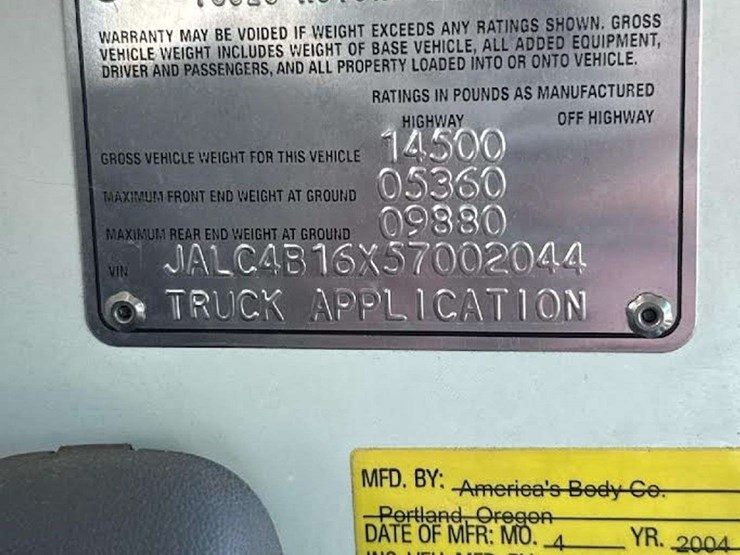 WARRANTY MAY BE VOIDED IF WEIGHT EXCEEDS ANY RATINGS SHOWN. GROSS
VEHICLE WEIGHT INCLUDES WEIGHT OF BASE VEHICLE, ALL ADDED EQUIPMENT,
DRIVER AND PASSENGERS, AND ALL PROPERTY LOADED INTO OR ONTO VEHICLE.
RATINGS IN POUNDS AS MANUFACTURED
HIGHWAY OFF HIGHWAY
GROSS VEHICLE WEIGHT FOR THIS VEHICLE 14500
MAXIMUM FRONT END WEIGHT AT GROUND 05360
MAXIMUM REAR END WEIGHT AT GROUND 09880
VIN JALC4B16X57002044
TRUCK APPLICATION
MFD. BY: America's Body Co.
Portland, Oregon
DATE OF MFR: MO. 4 YR. 2004